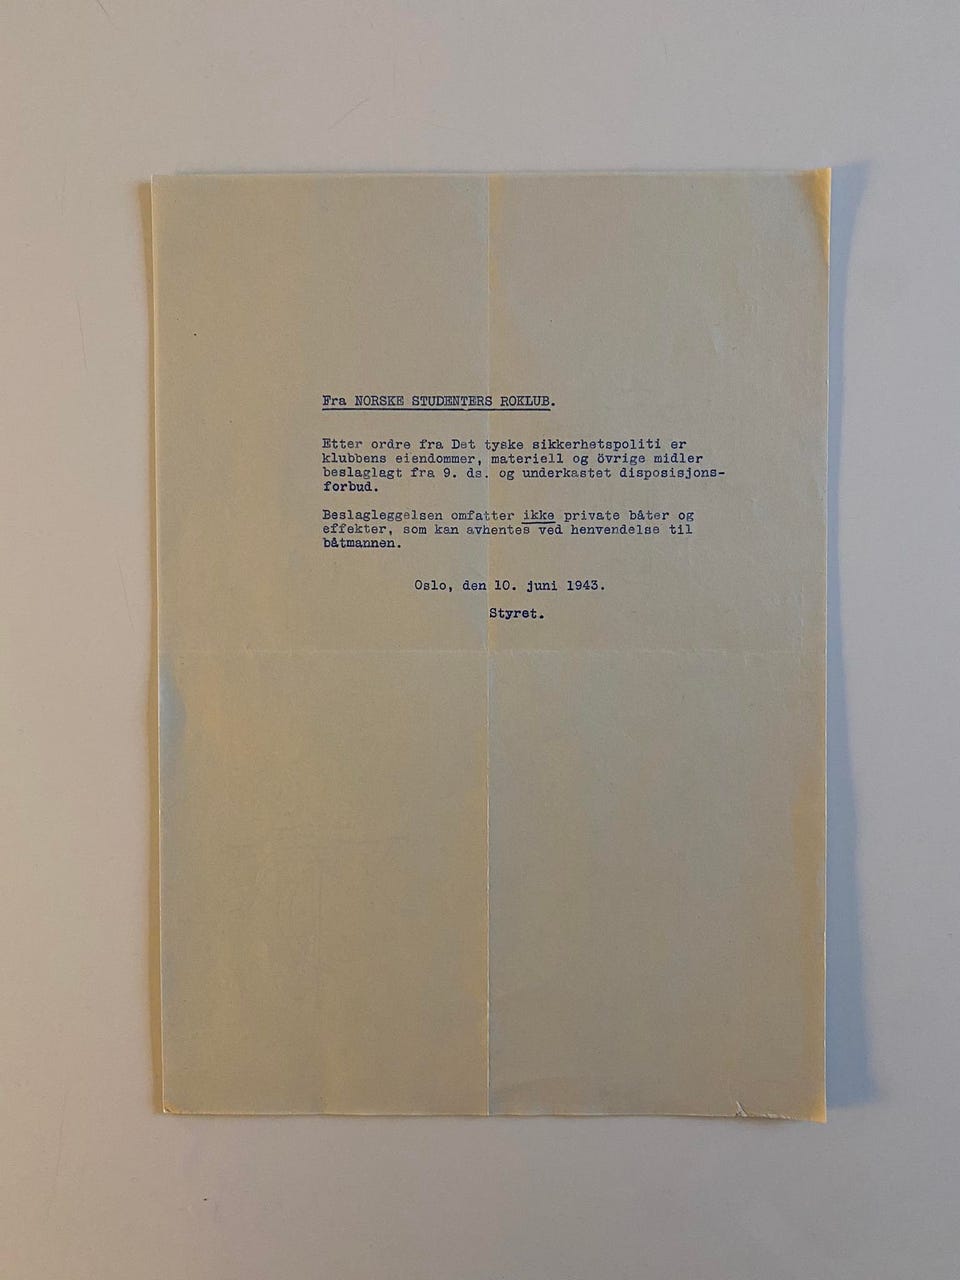 Fra NORSKE STUDENTERS ROKLUB.
Etter ordre fra Det tyske sikkerhetspoliti er
klubbens eiendommer, materiell og övrige midler
beslaglagt fra 9. ds. og underkastet disposisjons-
forbud.
Beslagleggelsen omfatter ikke private båter og
effekter, som kan avhentes ved henvendelse til
båtmannen.
Oslo, den 10. juni 1943.
Styret.